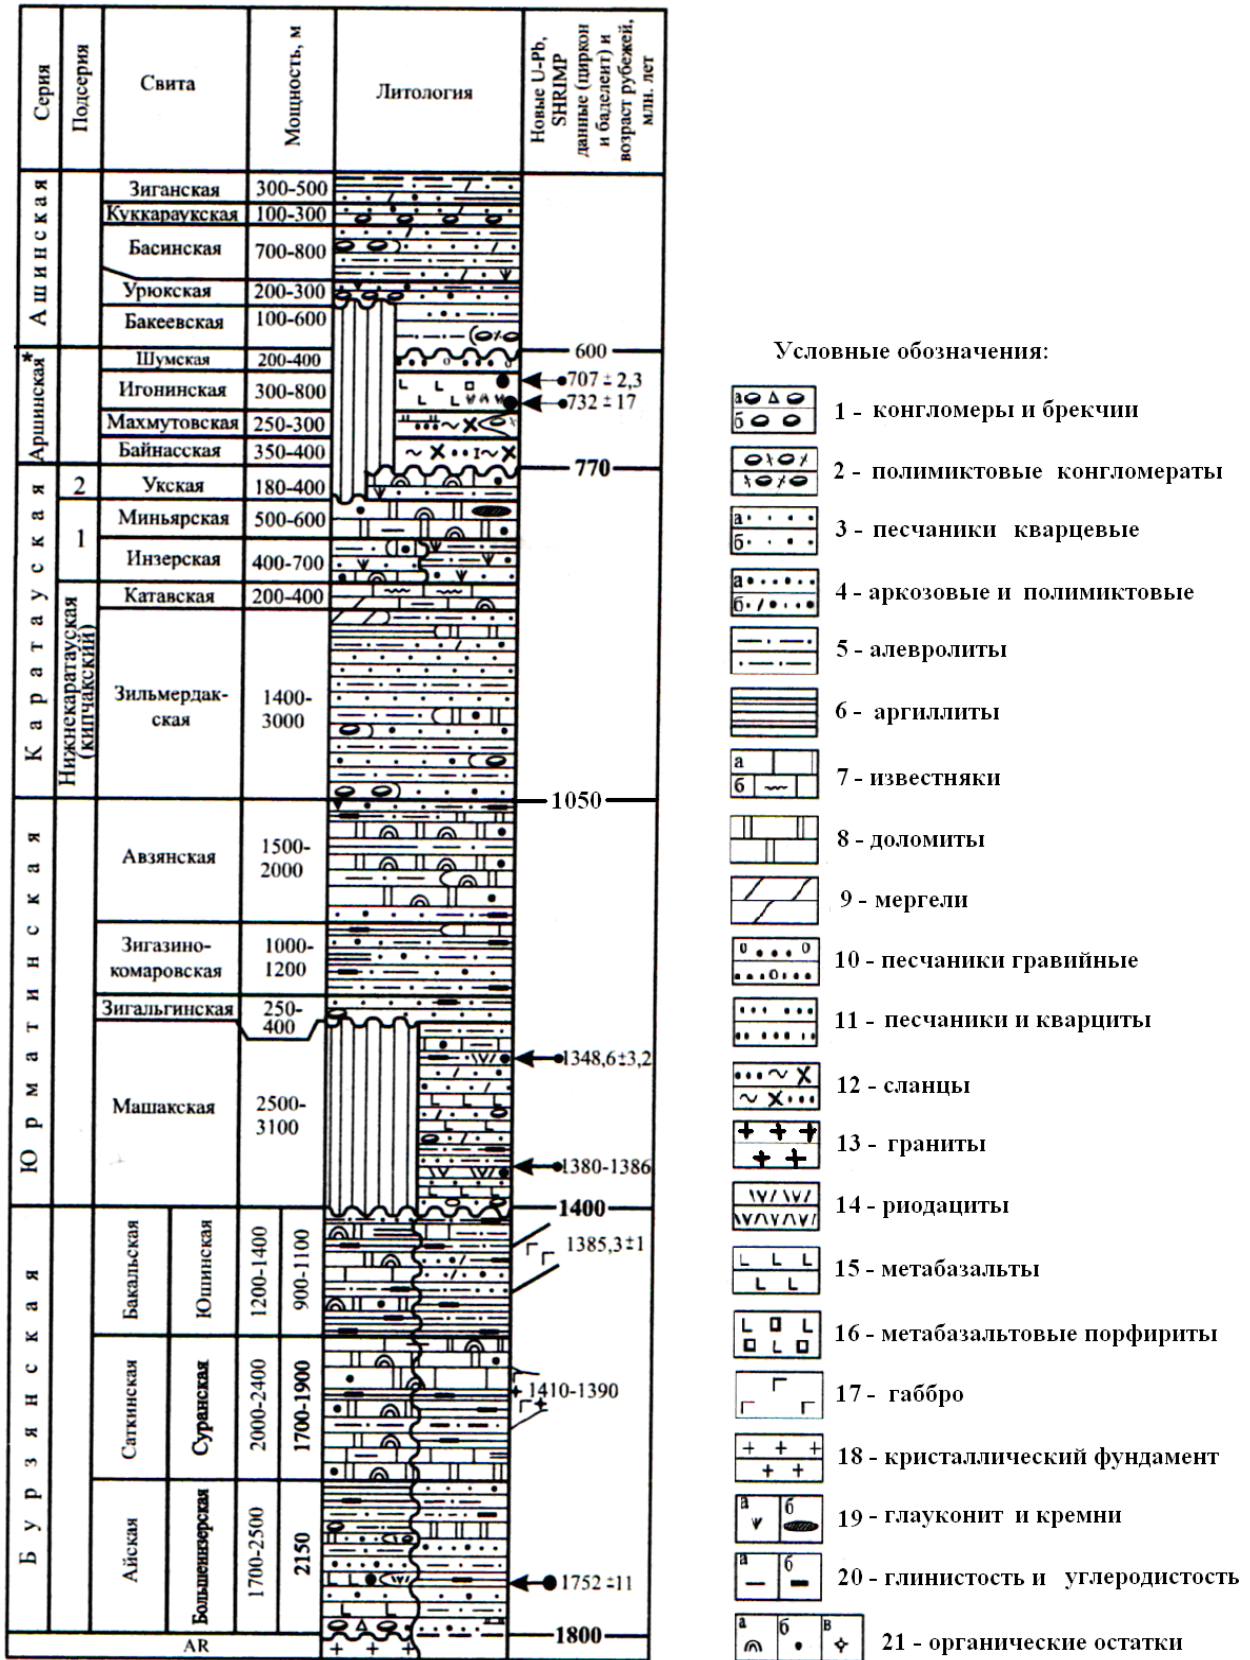 Серия
Подсерия
Свита
Мощность, м
Литология
Новые U-Pb,
SHRIMP
данные (циркон
и баделент) и
возраст рубежей,
млн. лет
Ашинская
Зиганская 300-500
Куккараукская 100-300
Басинская 700-800
Урюкская 200-300
Бакеевская 100-600
600
Аршинская*
Шумская 200-400
Игонинская 300-800
707 ± 2,3
732 ± 17
Махмутовская 250-300
Байнасская 350-400
770
Каратауская
2
Укская 180-400
1
Миньярская 500-600
Инзерская 400-700
Нижнекаратауская
(кипчакский)
Катавская 200-400
Зильмердак-
ская
1400-
3000
1050
Юрматинская
Авзянская
1500-
2000
Зигазино-
комаровская
1000-
1200
Зигальгинская
250-
400
Машакская
2500-
3100
1348,6±3,2
1380-1386
1400
Бурзянская
Бакальская
Юшинская
1200-1400
900-1100
1385,3±1
Саткинская
Суранская
2000-2400
1700-1900
1410-1390
Айская
Большеинзерская
1700-2500
2150
1752 ±11
1800
AR
Условные обозначения:
а
б
1 - конгломеры и брекчии
2 - полимиктовые конгломераты
а
б
3 - песчаники кварцевые
а
б
4 - аркозовые и полимиктовые
5 - алевролиты
6 - аргиллиты
а
б
7 - известняки
8 - доломиты
9 - мергели
10 - песчаники гравийные
11 - песчаники и кварциты
12 - сланцы
13 - граниты
14 - риодациты
15 - метабазальты
16 - метабазальтовые порфириты
17 - габбро
18 - кристаллический фундамент
а б
19 - глауконит и кремни
а б
20 - глинистость и углеродистость
а б в
21 - органические остатки